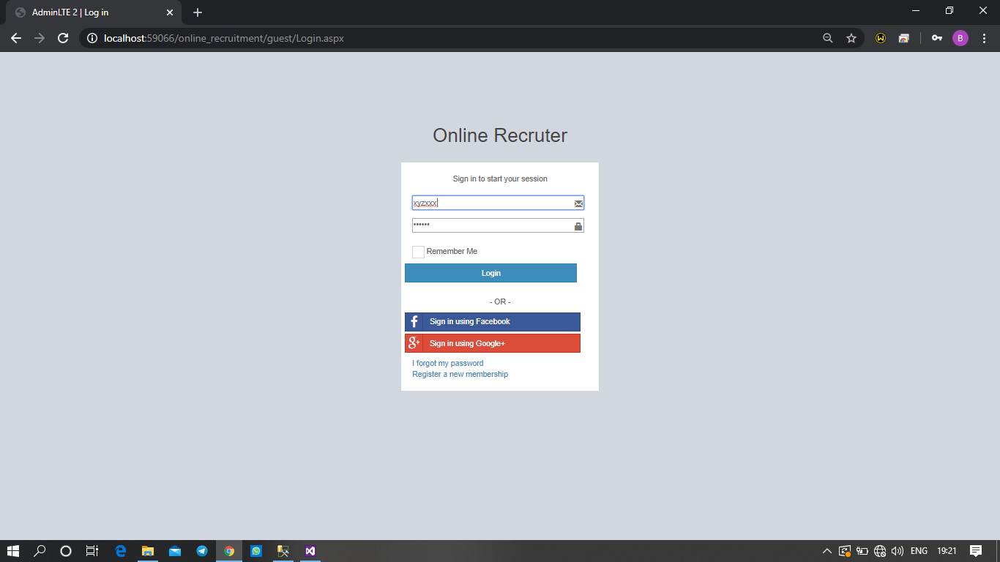 AdminLTE 2 | Log in
localhost:59066/online_recruitment/guest/Login.aspx
B
Online Recruter
Sign in to start your session
xyzxxx
••••••
Remember Me
Login
- OR -
f Sign in using Facebook
g+ Sign in using Google+
I forgot my password
Register a new membership
ENG 19:21